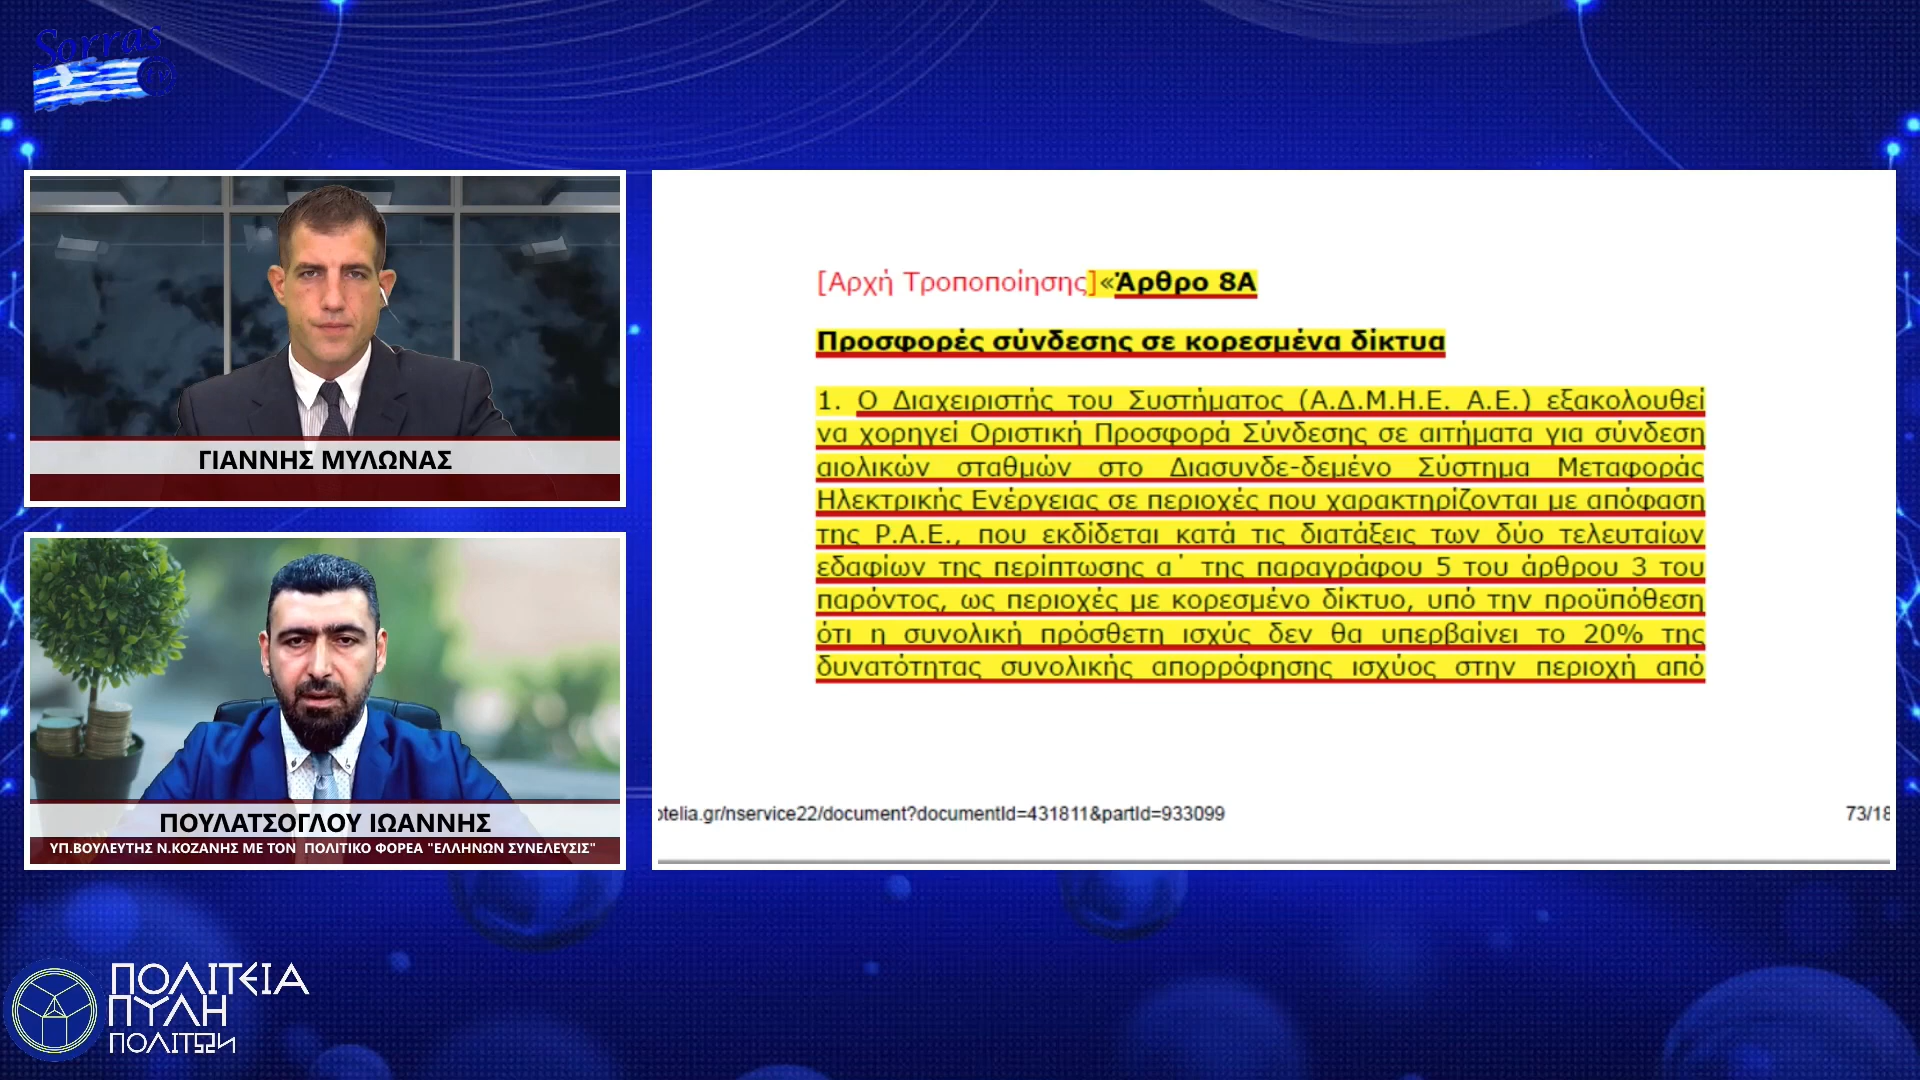 Sorras
tv
ΓΙΑΝΝΗΣ ΜΥΛΩΝΑΣ
ΠΟΥΛΑΤΣΟΓΛΟΥ ΙΩΑΝΝΗΣ
ΥΠ.ΒΟΥΛΕΥΤΗΣ Ν.ΚΟΖΑΝΗΣ ΜΕ ΤΟΝ ΠΟΛΙΤΙΚΟ ΦΟΡΕΑ "ΕΛΛΗΝΩΝ ΣΥΝΕΛΕΥΣΙΣ"
[Αρχή Τροποποίησης]«Άρθρο 8Α
Προσφορές σύνδεσης σε κορεσμένα δίκτυα
1. Ο Διαχειριστής του Συστήματος (Α.Δ.Μ.Η.Ε. Α.Ε.) εξακολουθεί
να χορηγεί Οριστική Προσφορά Σύνδεσης σε αιτήματα για σύνδεση
αιολικών σταθμών στο Διασυνδε-δεμένο Σύστημα Μεταφοράς
Ηλεκτρικής Ενέργειας σε περιοχές που χαρακτηρίζονται με απόφαση
της Ρ.Α.Ε., που εκδίδεται κατά τις διατάξεις των δύο τελευταίων
εδαφίων της περίπτωσης α΄ της παραγράφου 5 του άρθρου 3 του
παρόντος, ως περιοχές με κορεσμένο δίκτυο, υπό την προϋπόθεση
ότι η συνολική πρόσθετη ισχύς δεν θα υπερβαίνει το 20% της
δυνατότητας συνολικής απορρόφησης ισχύος στην περιοχή από
otelia.gr/nservice22/document?documentId=431811&partId=933099
73/18
ΠΟΛΙΤΕΙΑ
ΠΥΛΗ
ΠΟΛΙΤΩΝ